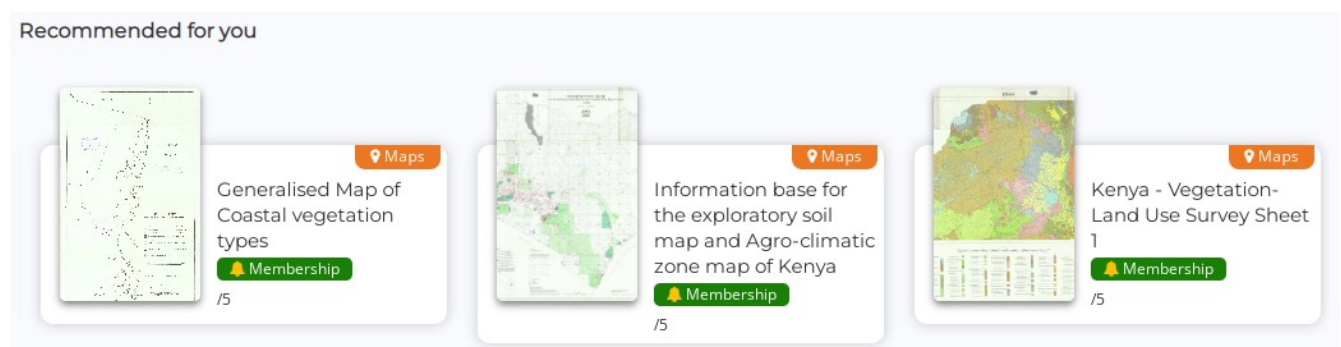 Recommended for you
Maps
Generalised Map of
Coastal vegetation
types
Membership
/5
Maps
Information base for
the exploratory soil
map and Agro-climatic
zone map of Kenya
Membership
/5
Maps
Kenya - Vegetation-
Land Use Survey Sheet
1
Membership
/5